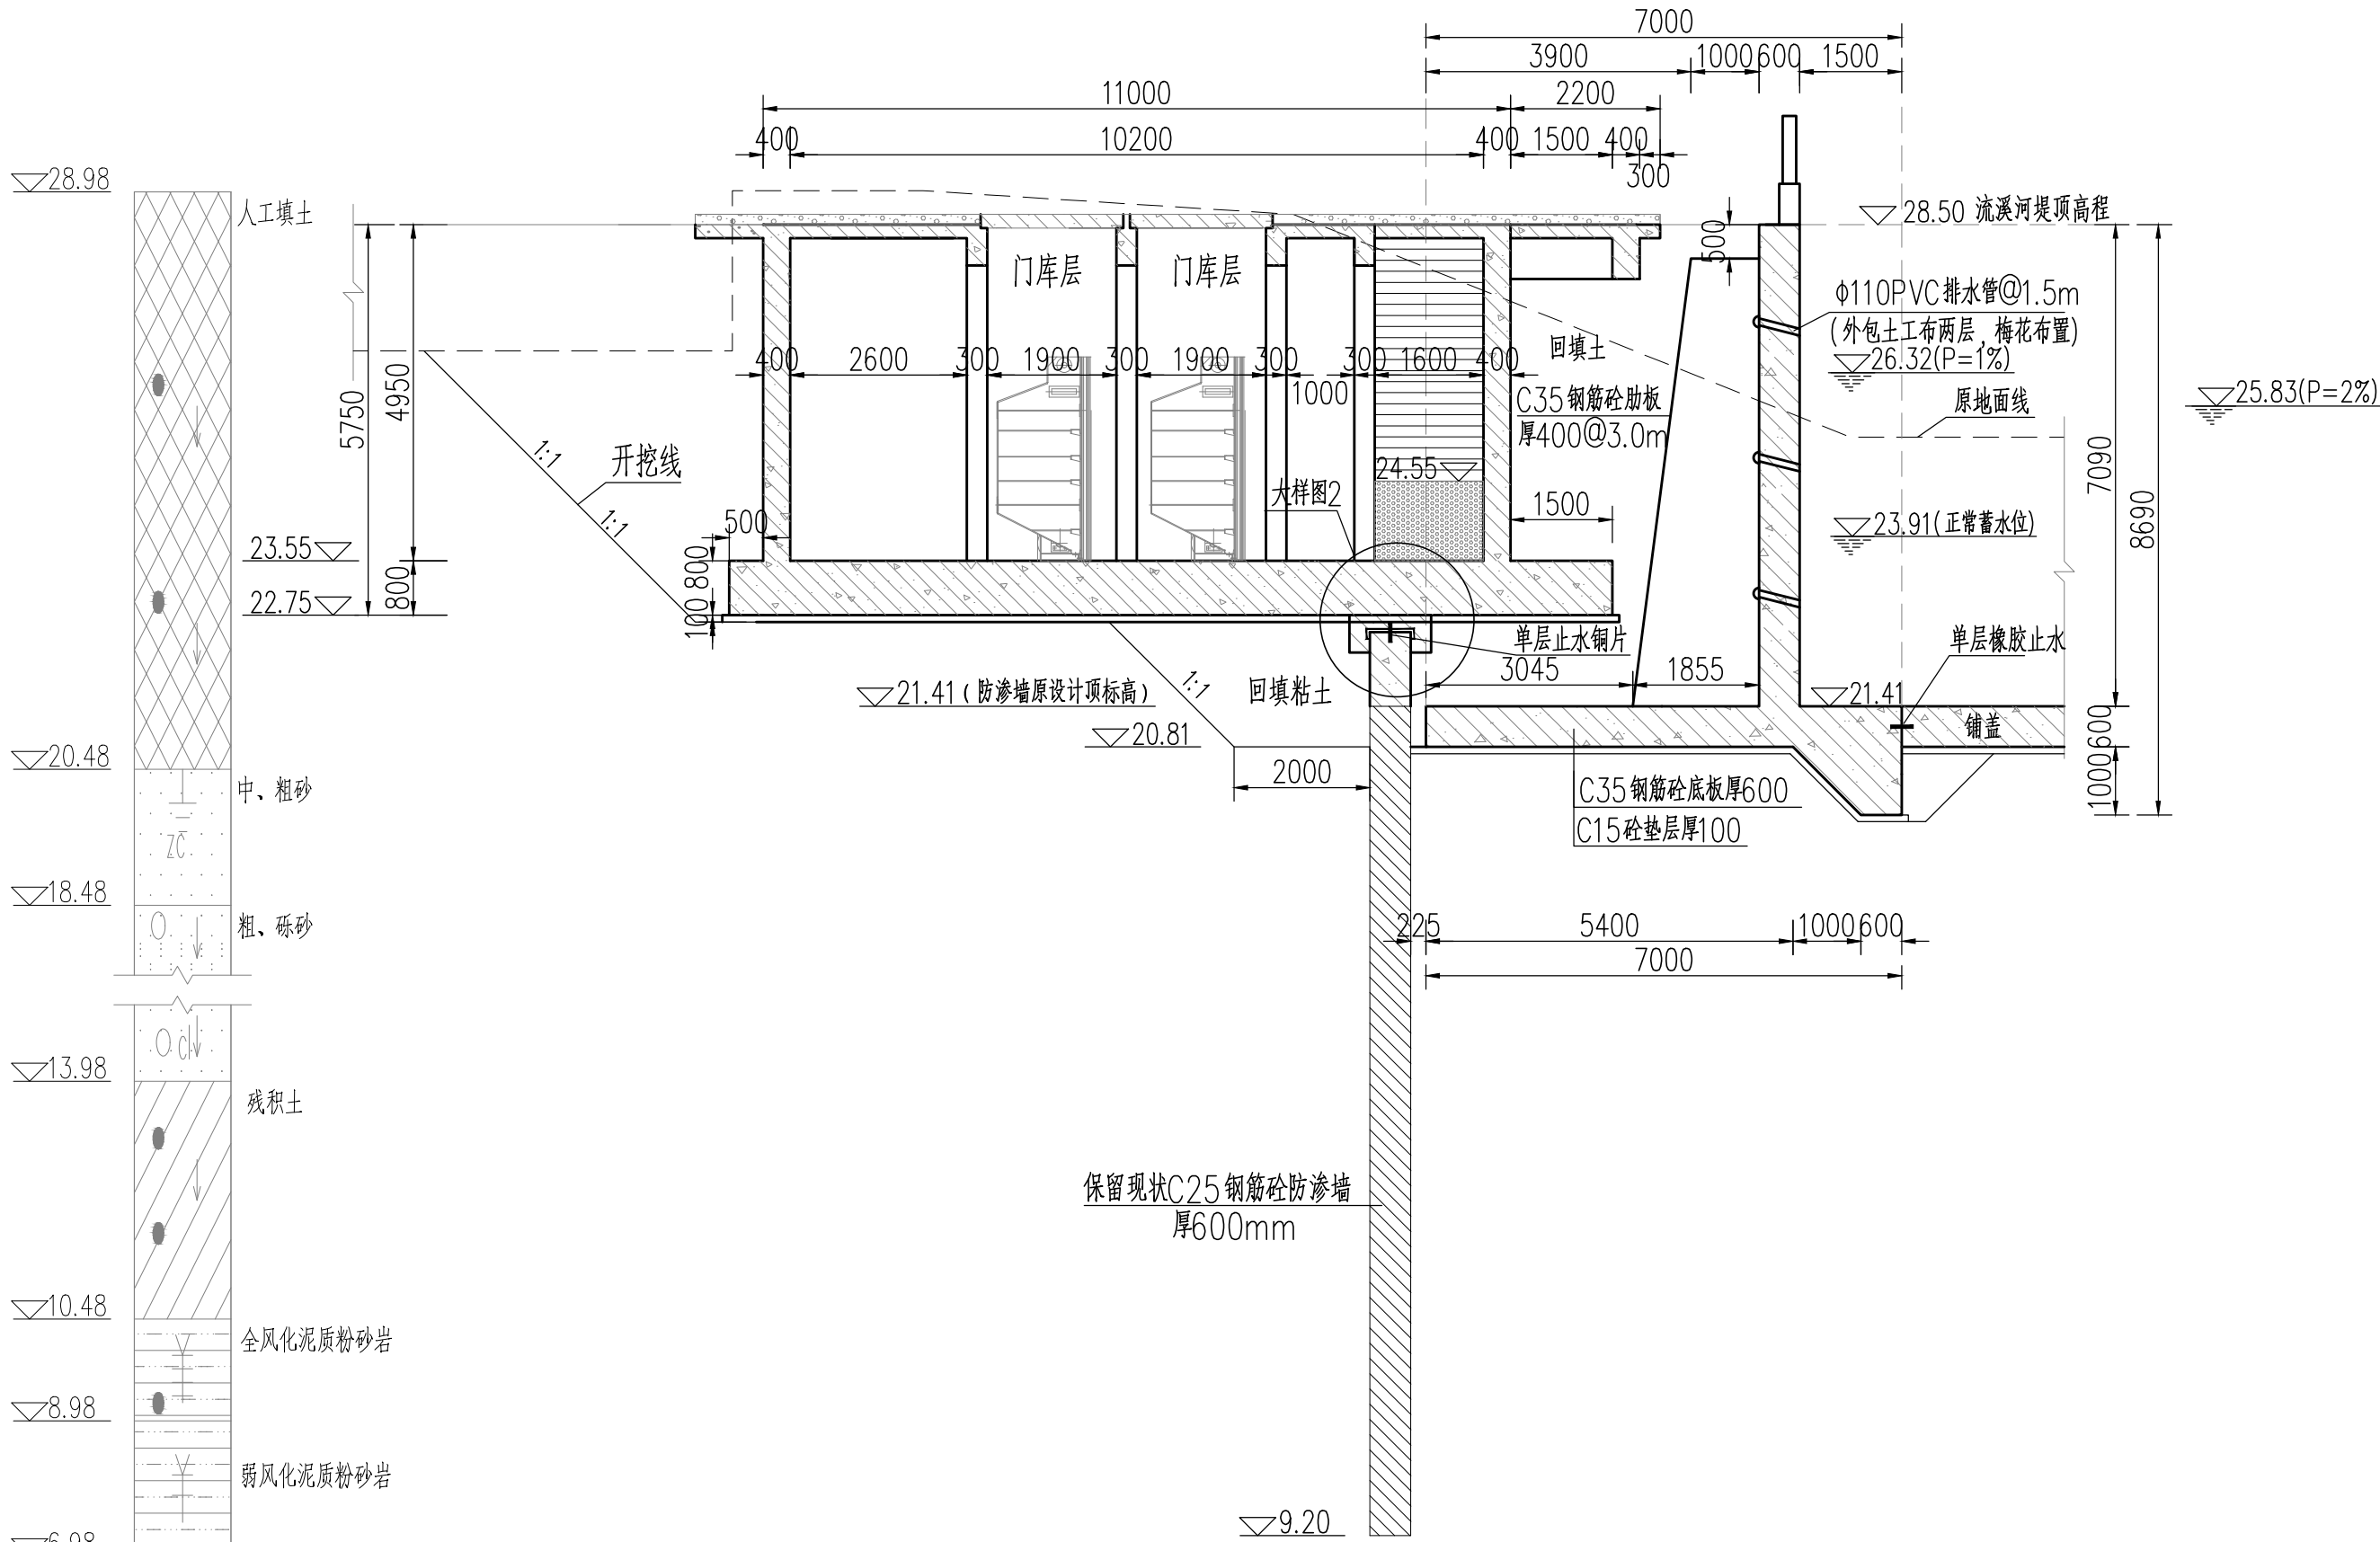 7000
3900
1000
600
1500
11000
2200
400
10200
400
1500
400
300
28.98
人工填土
28.50 流溪河堤顶高程
500
门库层
门库层
Φ110PVC排水管@1.5m
(外包土工布两层，梅花布置)
26.32(P=1%)
25.83(P=2%)
回填土
原地面线
400
2600
300
1900
300
1900
300
1000
300
1600
400
C35钢筋砼肋板
厚400@3.0m
5750
4950
1:1
开挖线
1:1
24.55
大样图2
1500
500
7090
8690
23.91(正常蓄水位)
23.55
22.75
800
800
100
单层止水铜片
单层橡胶止水
3045
1855
21.41(防渗墙原设计顶标高)
1:1
回填粘土
21.41
铺盖
20.81
600
1000
2000
20.48
中、粗砂
C35钢筋砼底板厚600
C15砼垫层厚100
ZC
18.48
粗、砾砂
225
5400
1000
600
7000
C
13.98
残积土
保留现状C25钢筋砼防渗墙
厚600mm
10.48
全风化泥质粉砂岩
8.98
弱风化泥质粉砂岩
9.20
6.98